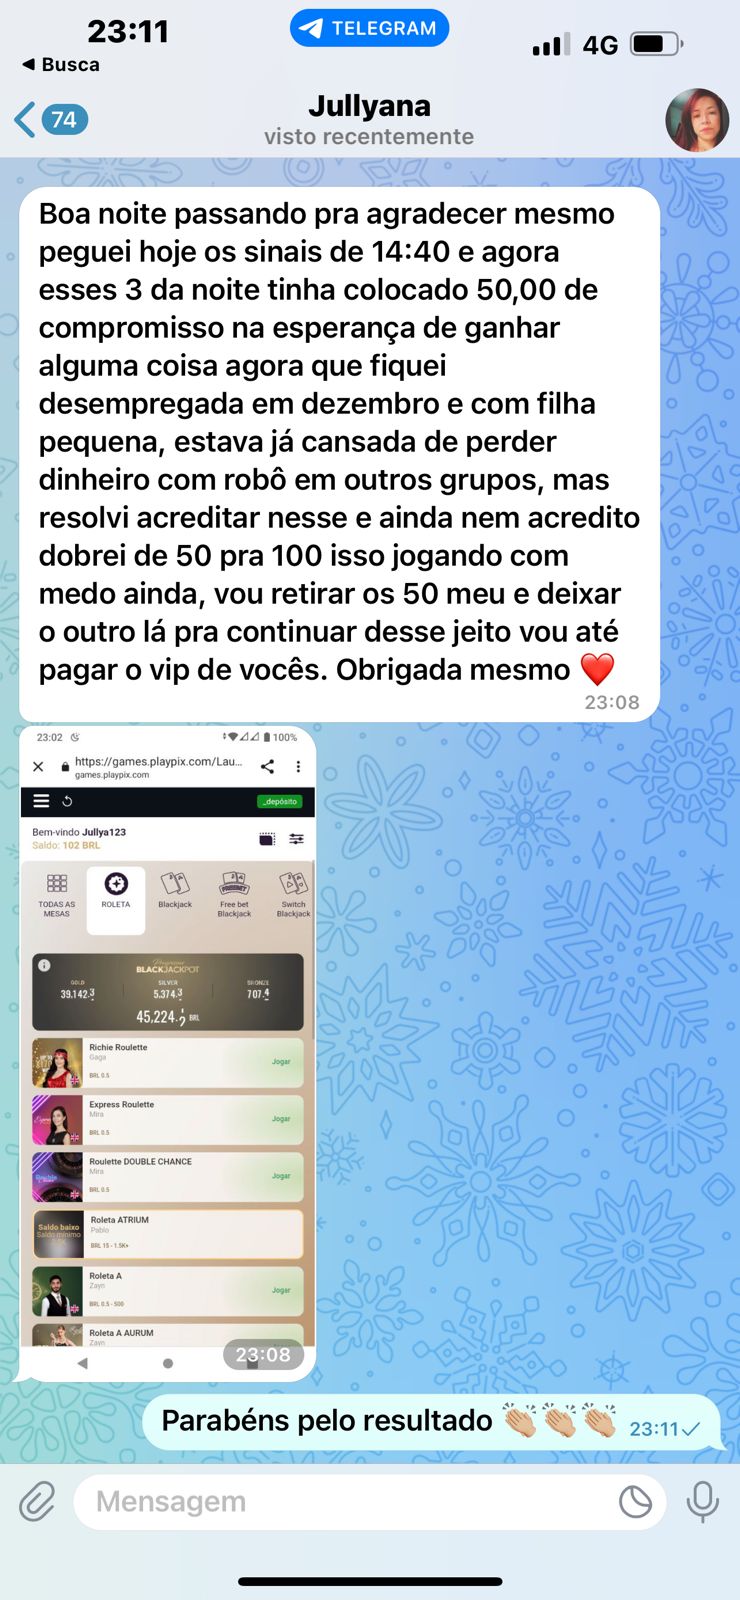 23:11
TELEGRAM
4G
◀ Busca
74
Jullyana
visto recentemente
Boa noite passando pra agradecer mesmo
peguei hoje os sinais de 14:40 e agora
esses 3 da noite tinha colocado 50,00 de
compromisso na esperança de ganhar
alguma coisa agora que fiquei
desempregada em dezembro e com filha
pequena, estava já cansada de perder
dinheiro com robô em outros grupos, mas
resolvi acreditar nesse e ainda nem acredito
dobrei de 50 pra 100 isso jogando com
medo ainda, vou retirar os 50 meu e deixar
o outro lá pra continuar desse jeito vou até
pagar o vip de vocês. Obrigada mesmo ❤️
23:08
23:02
100%
https://games.playpix.com/Lau...
games.playpix.com
_depósito
Bem-vindo Jullya123
Saldo: 102 BRL
TODAS AS
MESAS
ROLETA
Blackjack
Free bet
Blackjack
Switch
Blackjack
FREEBET
Progressive
BLACKJACKPOT
GOLD
39,142.3
SILVER
5,374.3
BRONZE
707.4
45,224. BRL
Richie Roulette
Gaga
BRL 0.5
Jogar
Express Roulette
Mira
BRL 0.5
Jogar
Roulette DOUBLE CHANCE
Mira
BRL 0.5
Jogar
Saldo baixo
Saldo mínimo
Roleta ATRIUM
Pablo
BRL 15 - 1.5K+
Roleta A
Zayn
BRL 0.5 - 500
Jogar
Roleta A AURUM
Zayn
23:08
Parabéns pelo resultado 👏🏼👏🏼👏🏼
23:11
Mensagem